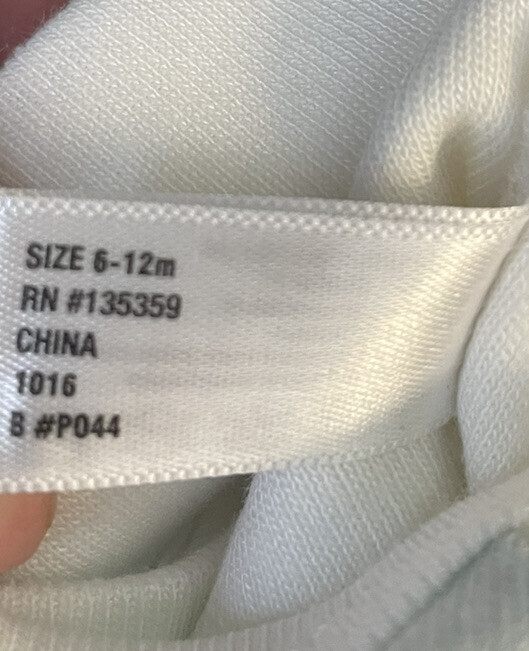 SIZE 6-12m
RN #135359
CHINA
1016
B #P044